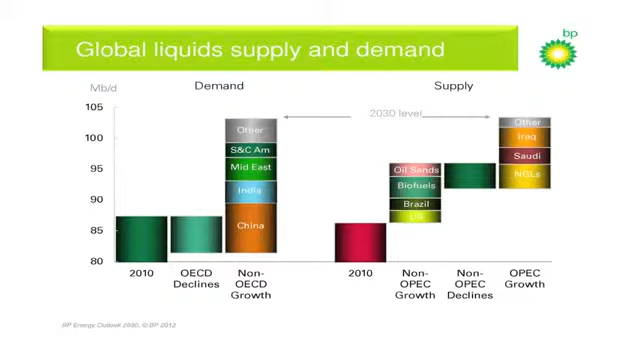 Global liquids supply and demand
bp
Mb/d
Demand
Supply
2030 level
105
100
95
90
85
80
Other
S&C Am
Mid East
India
China
Oil Sands
Biofuels
Brazil
US
Other
Iraq
Saudi
NGLs
2010
OECD
Declines
Non-
OECD
Growth
2010
Non-
OPEC
Growth
Non-
OPEC
Declines
OPEC
Growth
BP Energy Outlook 2030, © BP 2012